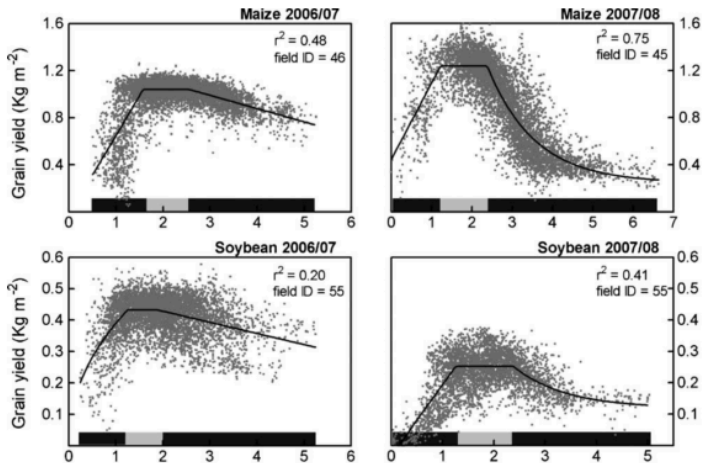 Maize 2006/07
Maize 2007/08
Grain yield (Kg m⁻²)
1.6
1.2
0.8
0.4
r² = 0.48
field ID = 46
0 1 2 3 4 5 6
r² = 0.75
field ID = 45
1.6
1.2
0.8
0.4
0 1 2 3 4 5 6 7
Soybean 2006/07
Soybean 2007/08
Grain yield (Kg m⁻²)
0.6
0.5
0.4
0.3
0.2
0.1
r² = 0.20
field ID = 55
0 1 2 3 4 5 6
r² = 0.41
field ID = 55
0.6
0.5
0.4
0.3
0.2
0.1
0 1 2 3 4 5